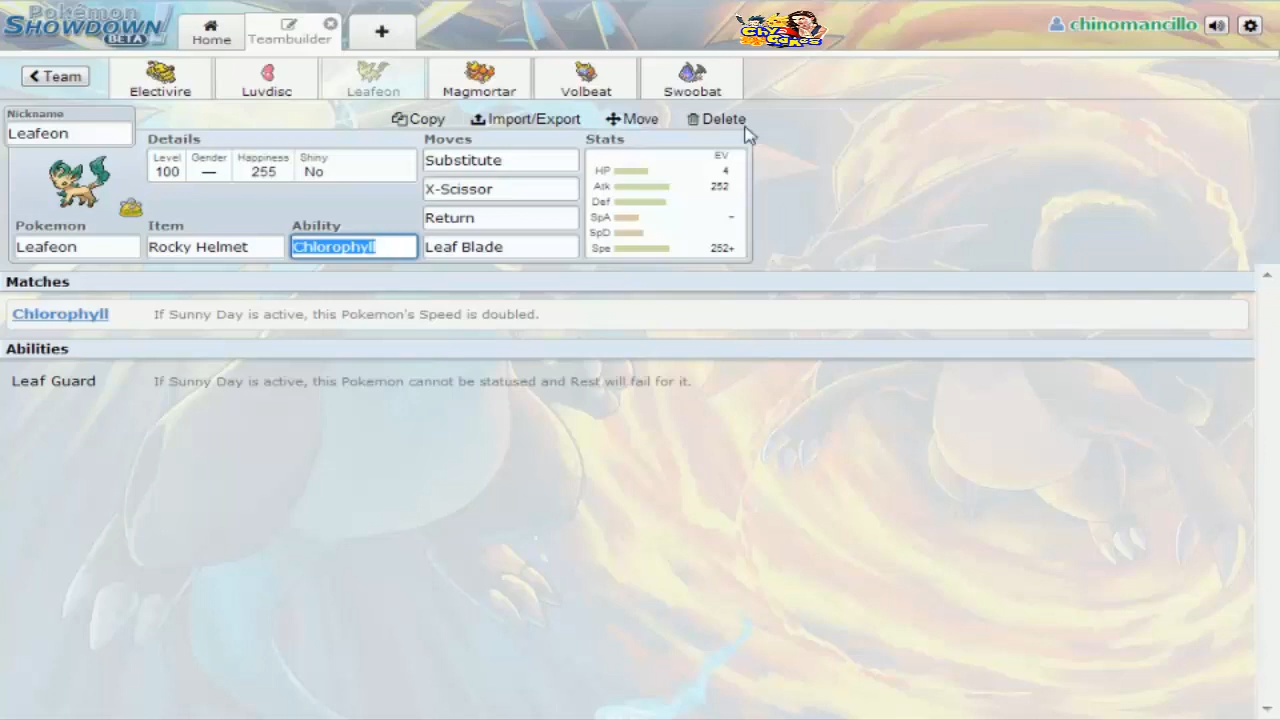 Pokémon
SHOWDOWN!
BETA
Home
Teambuilder
Chy's
Games
chinomancillo
Team
Electivire
Luvdisc
Leafeon
Magmortar
Volbeat
Swoobat
Nickname
Leafeon
Copy
Import/Export
Move
Delete
Details
Level Gender Happiness Shiny
100 — 255 No
Moves
Substitute
X-Scissor
Return
Leaf Blade
Stats
EV
HP 4
Atk 252
Def
SpA -
SpD
Spe 252+
Pokemon
Leafeon
Item
Rocky Helmet
Ability
Chlorophyll
Matches
Chlorophyll If Sunny Day is active, this Pokemon's Speed is doubled.
Abilities
Leaf Guard If Sunny Day is active, this Pokemon cannot be statused and Rest will fail for it.